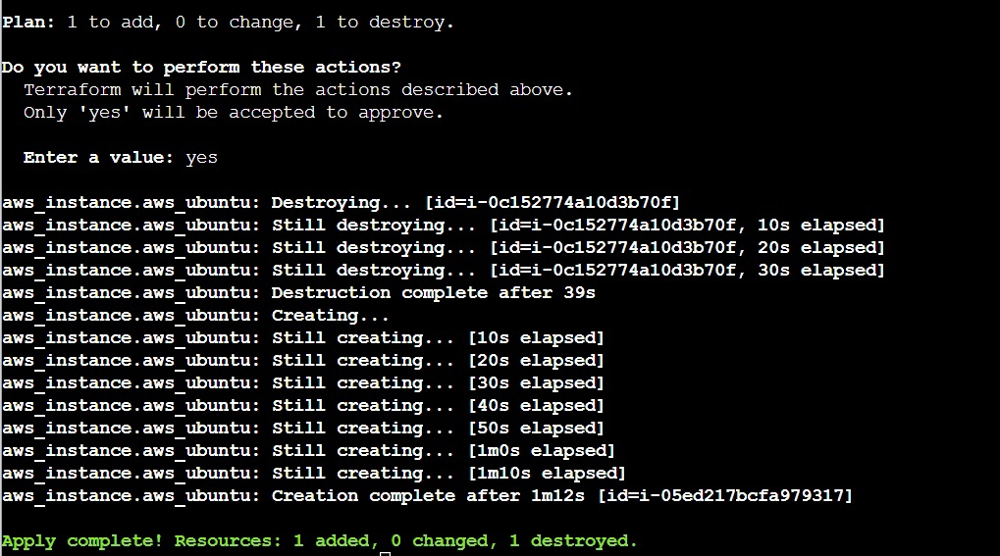 Plan: 1 to add, 0 to change, 1 to destroy.
Do you want to perform these actions?
Terraform will perform the actions described above.
Only 'yes' will be accepted to approve.
Enter a value: yes
aws_instance.aws_ubuntu: Destroying... [id=i-0c152774a10d3b70f]
aws_instance.aws_ubuntu: Still destroying... [id=i-0c152774a10d3b70f, 10s elapsed]
aws_instance.aws_ubuntu: Still destroying... [id=i-0c152774a10d3b70f, 20s elapsed]
aws_instance.aws_ubuntu: Still destroying... [id=i-0c152774a10d3b70f, 30s elapsed]
aws_instance.aws_ubuntu: Destruction complete after 39s
aws_instance.aws_ubuntu: Creating...
aws_instance.aws_ubuntu: Still creating... [10s elapsed]
aws_instance.aws_ubuntu: Still creating... [20s elapsed]
aws_instance.aws_ubuntu: Still creating... [30s elapsed]
aws_instance.aws_ubuntu: Still creating... [40s elapsed]
aws_instance.aws_ubuntu: Still creating... [50s elapsed]
aws_instance.aws_ubuntu: Still creating... [1m0s elapsed]
aws_instance.aws_ubuntu: Still creating... [1m10s elapsed]
aws_instance.aws_ubuntu: Creation complete after 1m12s [id=i-05ed217bcfa979317]
Apply complete! Resources: 1 added, 0 changed, 1 destroyed.